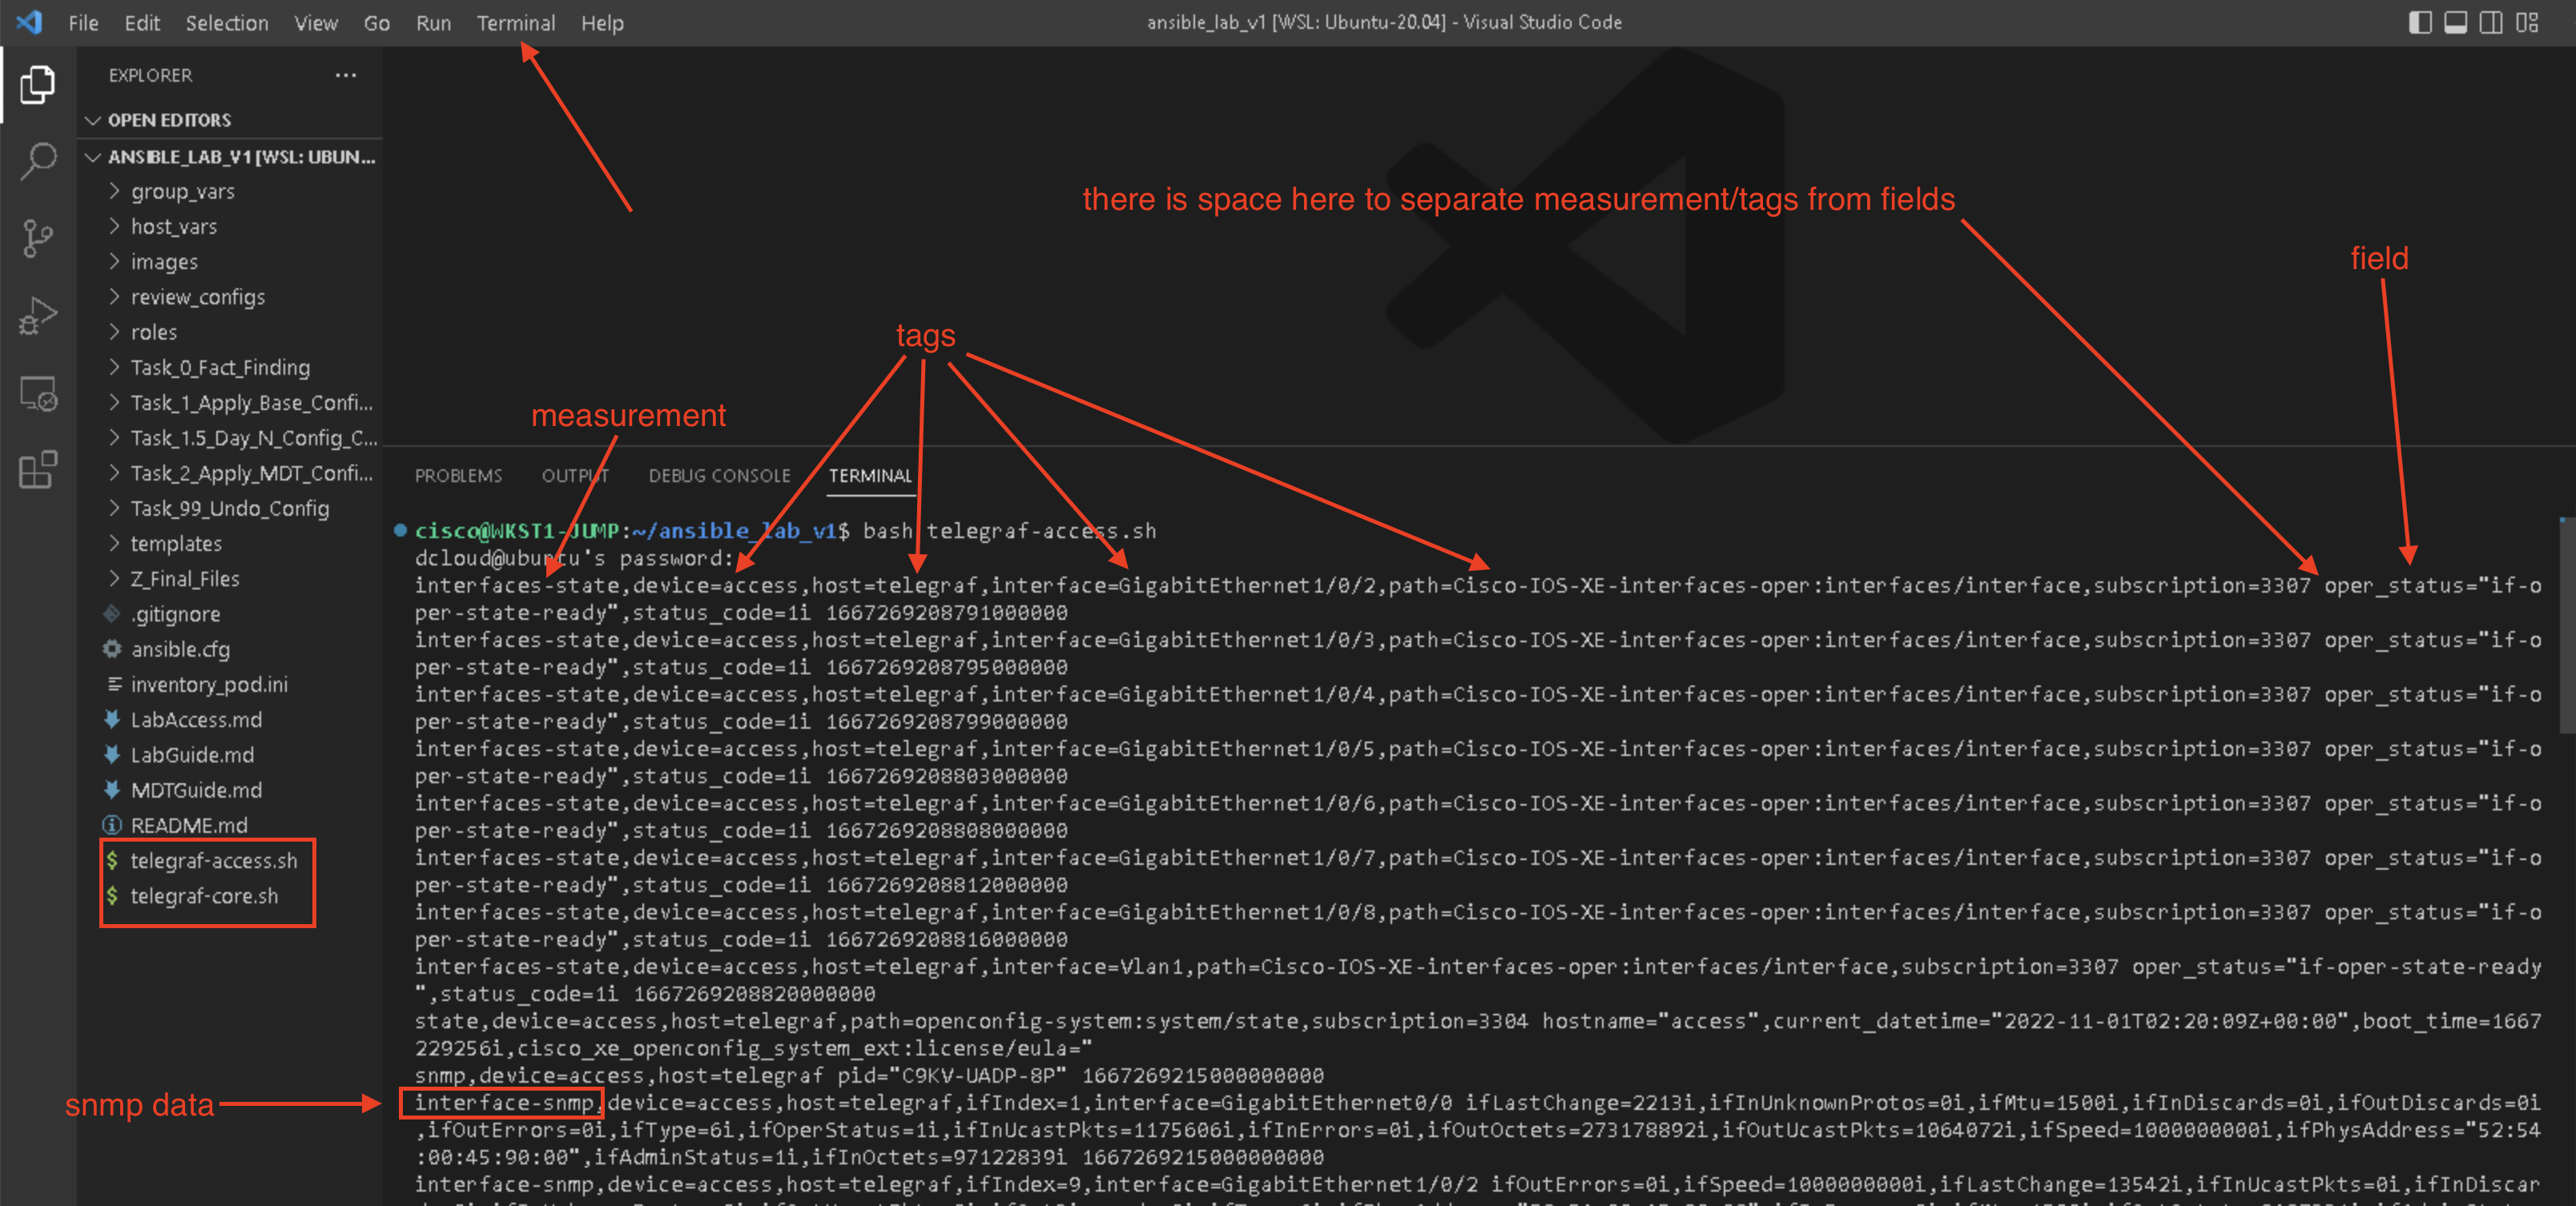 File Edit Selection View Go Run Terminal Help
ansible_lab_v1 [WSL: Ubuntu-20.04] - Visual Studio Code
EXPLORER ···
OPEN EDITORS
ANSIBLE_LAB_V1 [WSL: UBUN...
group_vars
host_vars
images
review_configs
roles
Task_0_Fact_Finding
Task_1_Apply_Base_Confi...
Task_1.5_Day_N_Config_C...
Task_2_Apply_MDT_Confi...
Task_99_Undo_Config
templates
Z_Final_Files
.gitignore
ansible.cfg
inventory_pod.ini
LabAccess.md
LabGuide.md
MDTGuide.md
README.md
$ telegraf-access.sh
$ telegraf-core.sh
snmp data
there is space here to separate measurement/tags from fields
field
tags
measurement
PROBLEMS OUTPUT DEBUG CONSOLE TERMINAL
cisco@WKST1-JUMP:~/ansible_lab_v1$ bash telegraf-access.sh
dcloud@ubuntu's password:
interfaces-state,device=access,host=telegraf,interface=GigabitEthernet1/0/2,path=Cisco-IOS-XE-interfaces-oper:interfaces/interface,subscription=3307 oper_status="if-o
per-state-ready",status_code=1i 1667269208791000000
interfaces-state,device=access,host=telegraf,interface=GigabitEthernet1/0/3,path=Cisco-IOS-XE-interfaces-oper:interfaces/interface,subscription=3307 oper_status="if-o
per-state-ready",status_code=1i 1667269208795000000
interfaces-state,device=access,host=telegraf,interface=GigabitEthernet1/0/4,path=Cisco-IOS-XE-interfaces-oper:interfaces/interface,subscription=3307 oper_status="if-o
per-state-ready",status_code=1i 1667269208799000000
interfaces-state,device=access,host=telegraf,interface=GigabitEthernet1/0/5,path=Cisco-IOS-XE-interfaces-oper:interfaces/interface,subscription=3307 oper_status="if-o
per-state-ready",status_code=1i 1667269208803000000
interfaces-state,device=access,host=telegraf,interface=GigabitEthernet1/0/6,path=Cisco-IOS-XE-interfaces-oper:interfaces/interface,subscription=3307 oper_status="if-o
per-state-ready",status_code=1i 1667269208808000000
interfaces-state,device=access,host=telegraf,interface=GigabitEthernet1/0/7,path=Cisco-IOS-XE-interfaces-oper:interfaces/interface,subscription=3307 oper_status="if-o
per-state-ready",status_code=1i 1667269208812000000
interfaces-state,device=access,host=telegraf,interface=GigabitEthernet1/0/8,path=Cisco-IOS-XE-interfaces-oper:interfaces/interface,subscription=3307 oper_status="if-o
per-state-ready",status_code=1i 1667269208816000000
interfaces-state,device=access,host=telegraf,interface=Vlan1,path=Cisco-IOS-XE-interfaces-oper:interfaces/interface,subscription=3307 oper_status="if-oper-state-ready
",status_code=1i 1667269208820000000
state,device=access,host=telegraf,path=openconfig-system:system/state,subscription=3304 hostname="access",current_datetime="2022-11-01T02:20:09Z+00:00",boot_time=1667
229256i,cisco_xe_openconfig_system_ext:license/eula="
snmp,device=access,host=telegraf pid="C9KV-UADP-8P" 1667269215000000000
interface-snmp,device=access,host=telegraf,ifIndex=1,interface=GigabitEthernet0/0 ifLastChange=2213i,ifInUnknownProtos=0i,ifMtu=1500i,ifInDiscards=0i,ifOutDiscards=0i
,ifOutErrors=0i,ifType=6i,ifOperStatus=1i,ifInUcastPkts=1175606i,ifInErrors=0i,ifOutOctets=273178892i,ifOutUcastPkts=1064072i,ifSpeed=1000000000i,ifPhysAddress="52:54
:00:45:90:00",ifAdminStatus=1i,ifInOctets=97122839i 1667269215000000000
interface-snmp,device=access,host=telegraf,ifIndex=9,interface=GigabitEthernet1/0/2 ifOutErrors=0i,ifSpeed=1000000000i,ifLastChange=13542i,ifInUcastPkts=0i,ifInDiscar